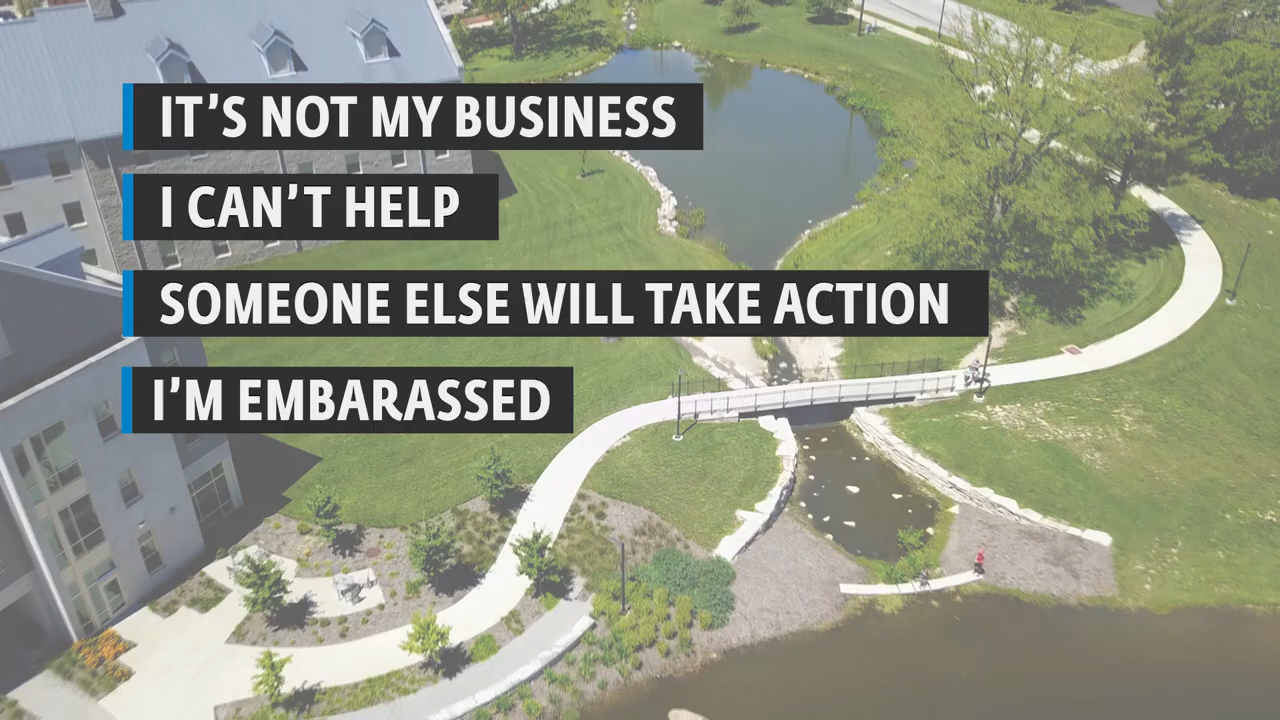 IT’S NOT MY BUSINESS
I CAN’T HELP
SOMEONE ELSE WILL TAKE ACTION
I’M EMBARASSED